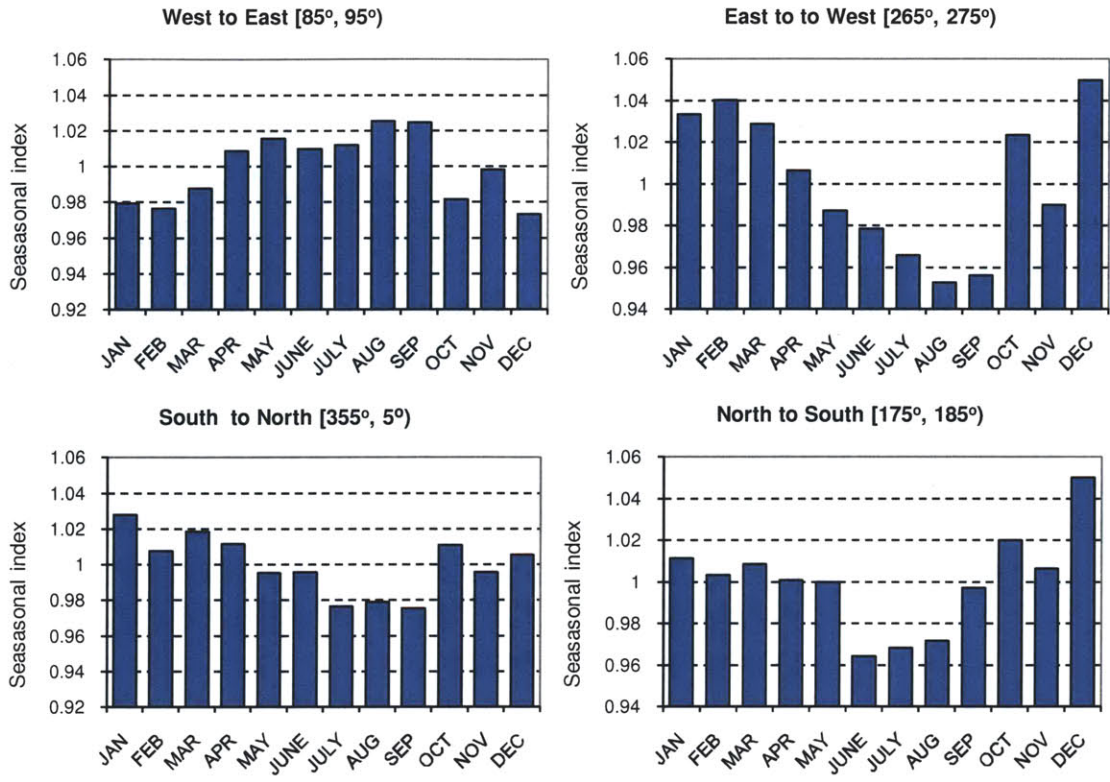 West to East [85º, 95º)
1.06
1.04
1.02
1
0.98
0.96
0.94
0.92
Seasasonal index
JAN
FEB
MAR
APR
MAY
JUNE
JULY
AUG
SEP
OCT
NOV
DEC
East to to West [265º, 275º)
1.06
1.04
1.02
1
0.98
0.96
0.94
Seasasonal index
JAN
FEB
MAR
APR
MAY
JUNE
JULY
AUG
SEP
OCT
NOV
DEC
South to North [355º, 5º)
1.06
1.04
1.02
1
0.98
0.96
0.94
0.92
Seasasonal index
JAN
FEB
MAR
APR
MAY
JUNE
JULY
AUG
SEP
OCT
NOV
DEC
North to South [175º, 185º)
1.06
1.04
1.02
1
0.98
0.96
0.94
Seasasonal index
JAN
FEB
MAR
APR
MAY
JUNE
JULY
AUG
SEP
OCT
NOV
DEC